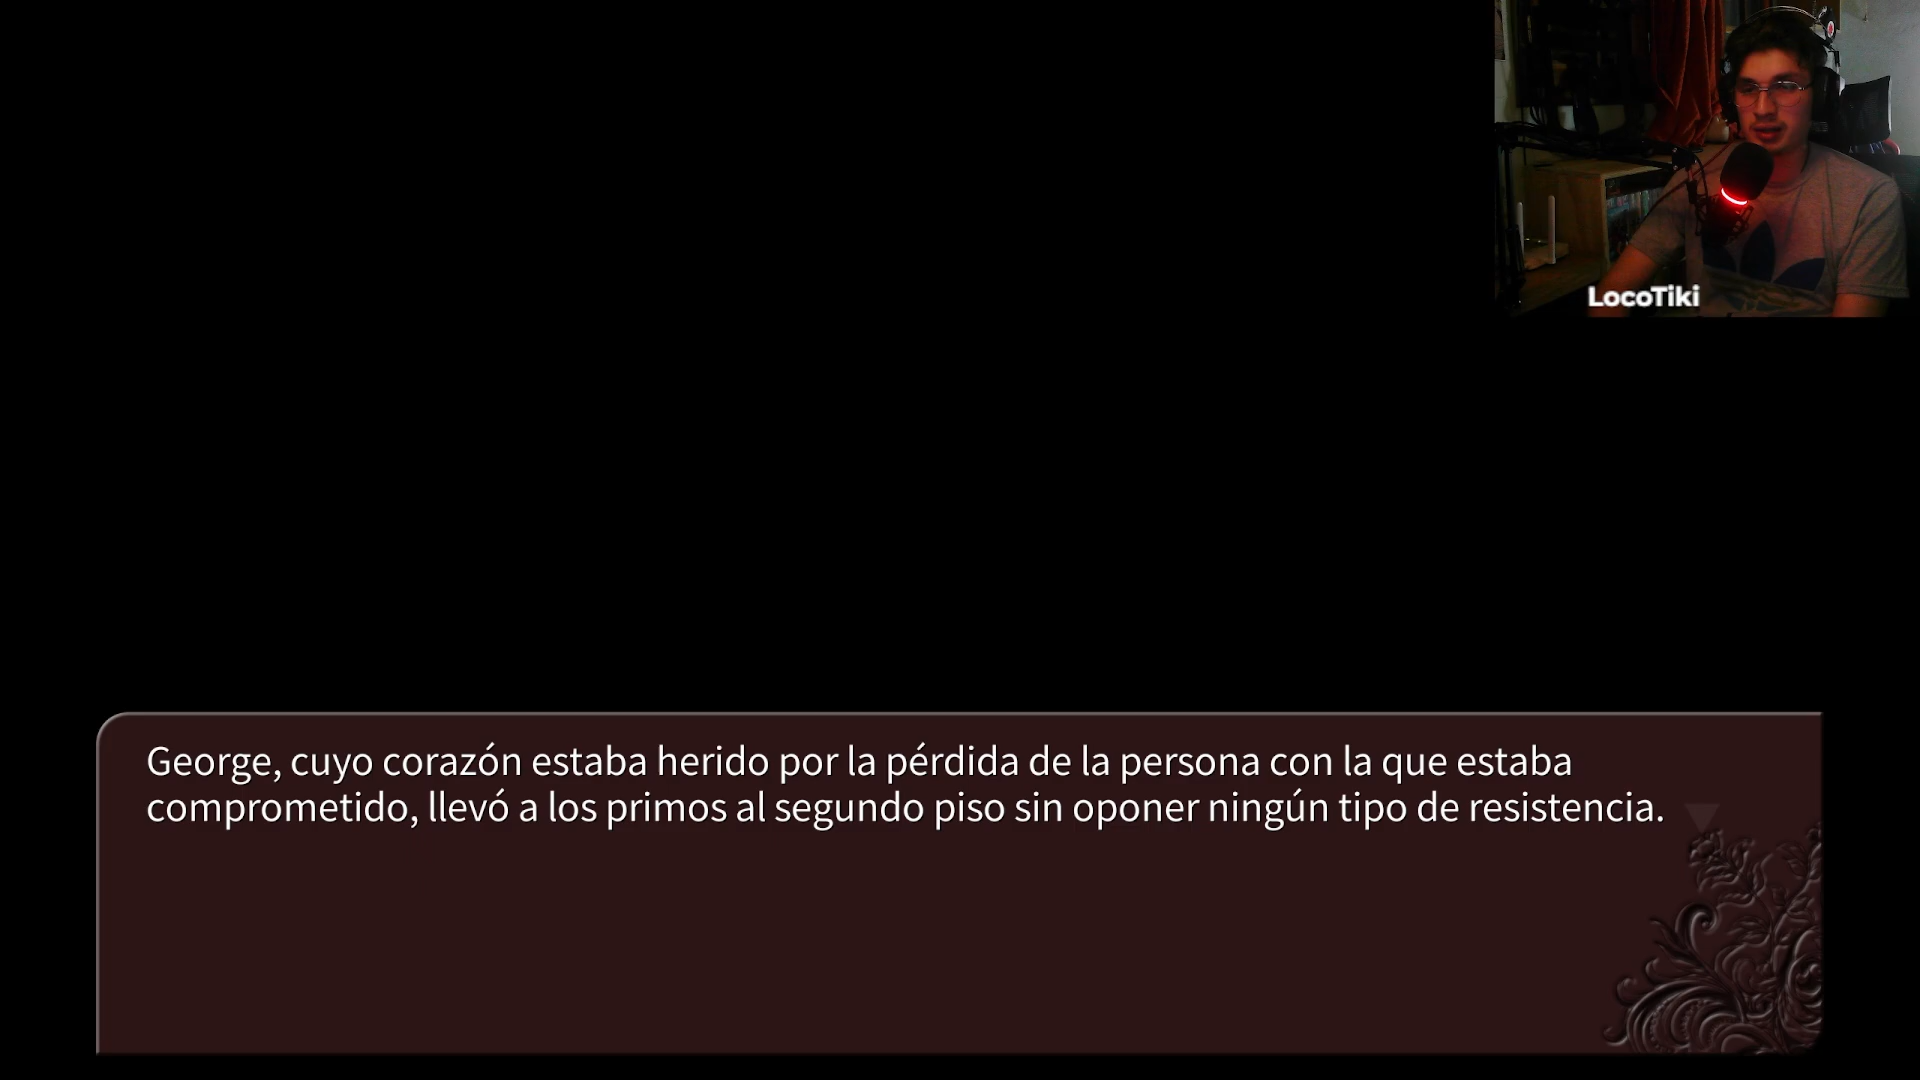 LocoTiki
George, cuyo corazón estaba herido por la pérdida de la persona con la que estaba
comprometido, llevó a los primos al segundo piso sin oponer ningún tipo de resistencia.